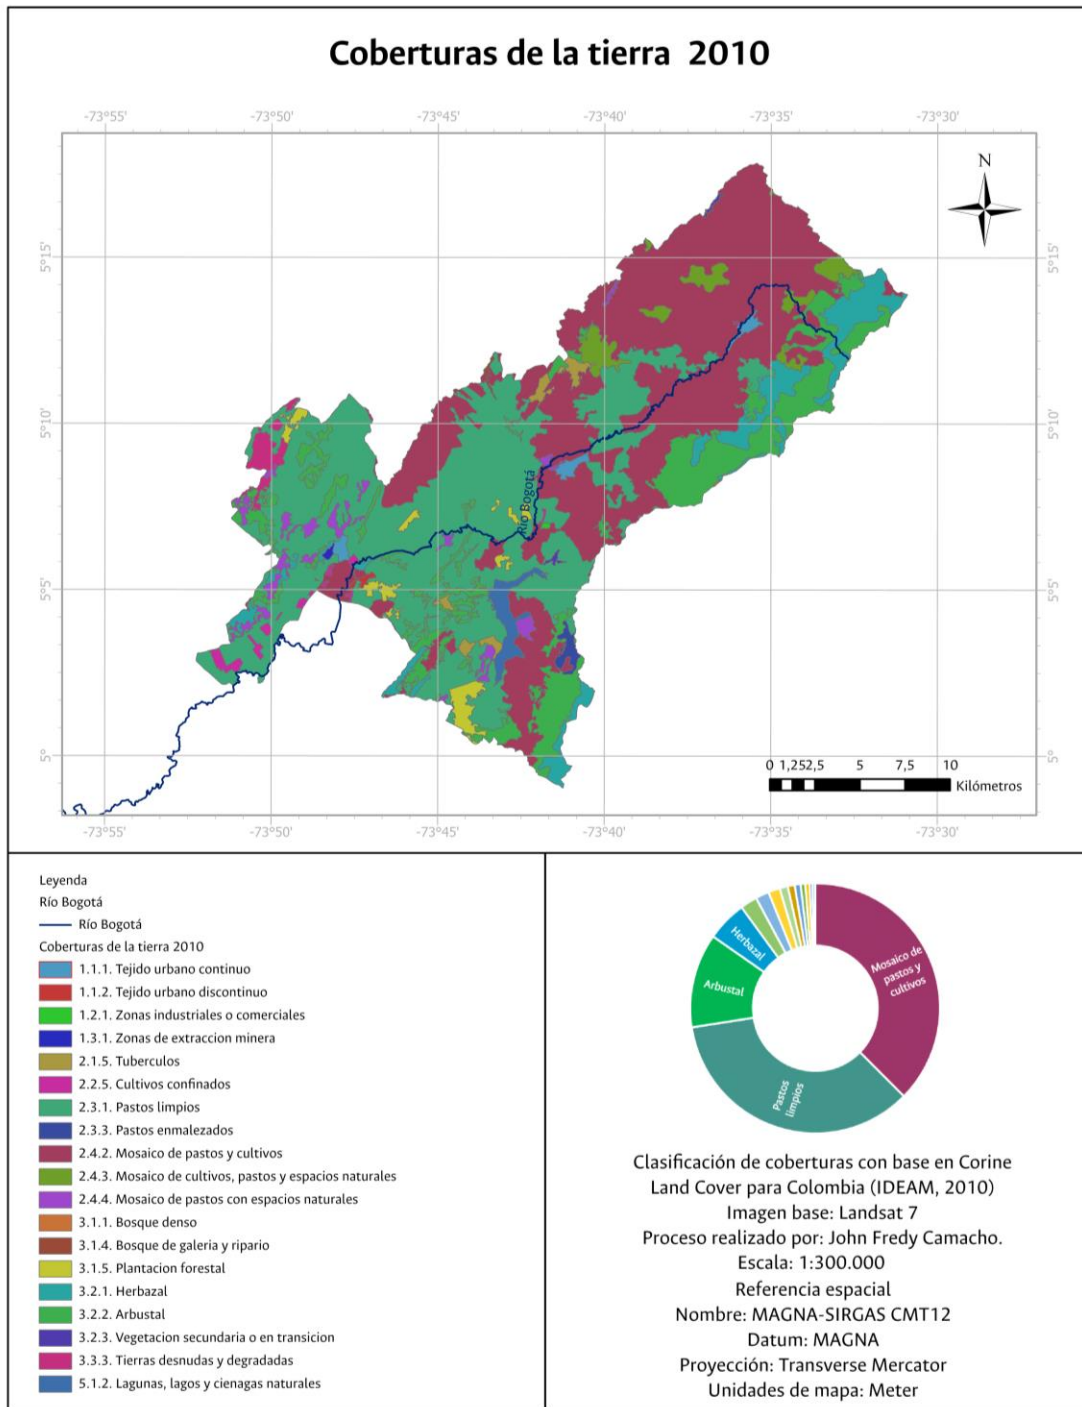 Coberturas de la tierra 2010
-73°55' -73°50' -73°45' -73°40' -73°35' -73°30'
N
5°15' 5°15'
5°10' 5°10'
Río Bogotá
5°5' 5°5'
5° 5°
0 1,252,5 5 7,5 10
Kilómetros
-73°55' -73°50' -73°45' -73°40' -73°35' -73°30'
Leyenda
Río Bogotá
Río Bogotá
Coberturas de la tierra 2010
1.1.1. Tejido urbano continuo
1.1.2. Tejido urbano discontinuo
1.2.1. Zonas industriales o comerciales
1.3.1. Zonas de extraccion minera
2.1.5. Tuberculos
2.2.5. Cultivos confinados
2.3.1. Pastos limpios
2.3.3. Pastos enmalezados
2.4.2. Mosaico de pastos y cultivos
2.4.3. Mosaico de cultivos, pastos y espacios naturales
2.4.4. Mosaico de pastos con espacios naturales
3.1.1. Bosque denso
3.1.4. Bosque de galeria y ripario
3.1.5. Plantacion forestal
3.2.1. Herbazal
3.2.2. Arbustal
3.2.3. Vegetacion secundaria o en transicion
3.3.3. Tierras desnudas y degradadas
5.1.2. Lagunas, lagos y cienagas naturales
Herbazal
Mosaico de
pastos y
cultivos
Arbustal
Pastos
limpios
Clasificación de coberturas con base en Corine
Land Cover para Colombia (IDEAM, 2010)
Imagen base: Landsat 7
Proceso realizado por: John Fredy Camacho.
Escala: 1:300.000
Referencia espacial
Nombre: MAGNA-SIRGAS CMT12
Datum: MAGNA
Proyección: Transverse Mercator
Unidades de mapa: Meter